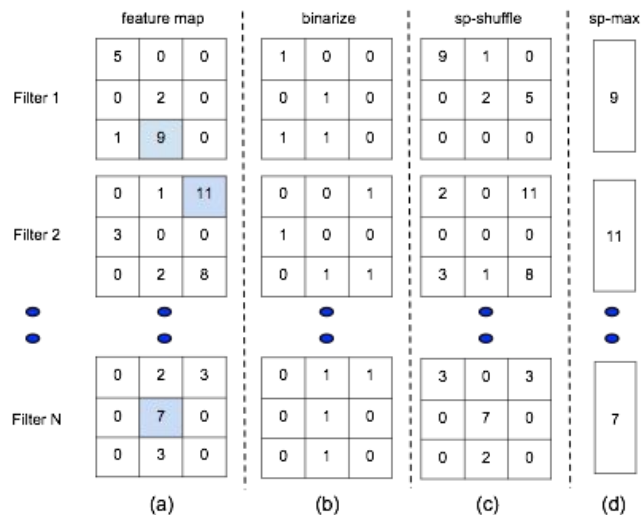 feature map binarize sp-shuffle sp-max
5 0 0 1 0 0 9 1 0
Filter 1 0 2 0 0 1 0 0 2 5 9
1 9 0 1 1 0 0 0 0
0 1 11 0 0 1 2 0 11
Filter 2 3 0 0 1 0 0 0 0 0 11
0 2 8 0 1 1 3 1 8
0 2 3 0 1 1 3 0 3
Filter N 0 7 0 0 1 0 0 7 0 7
0 3 0 0 1 0 0 2 0
(a) (b) (c) (d)